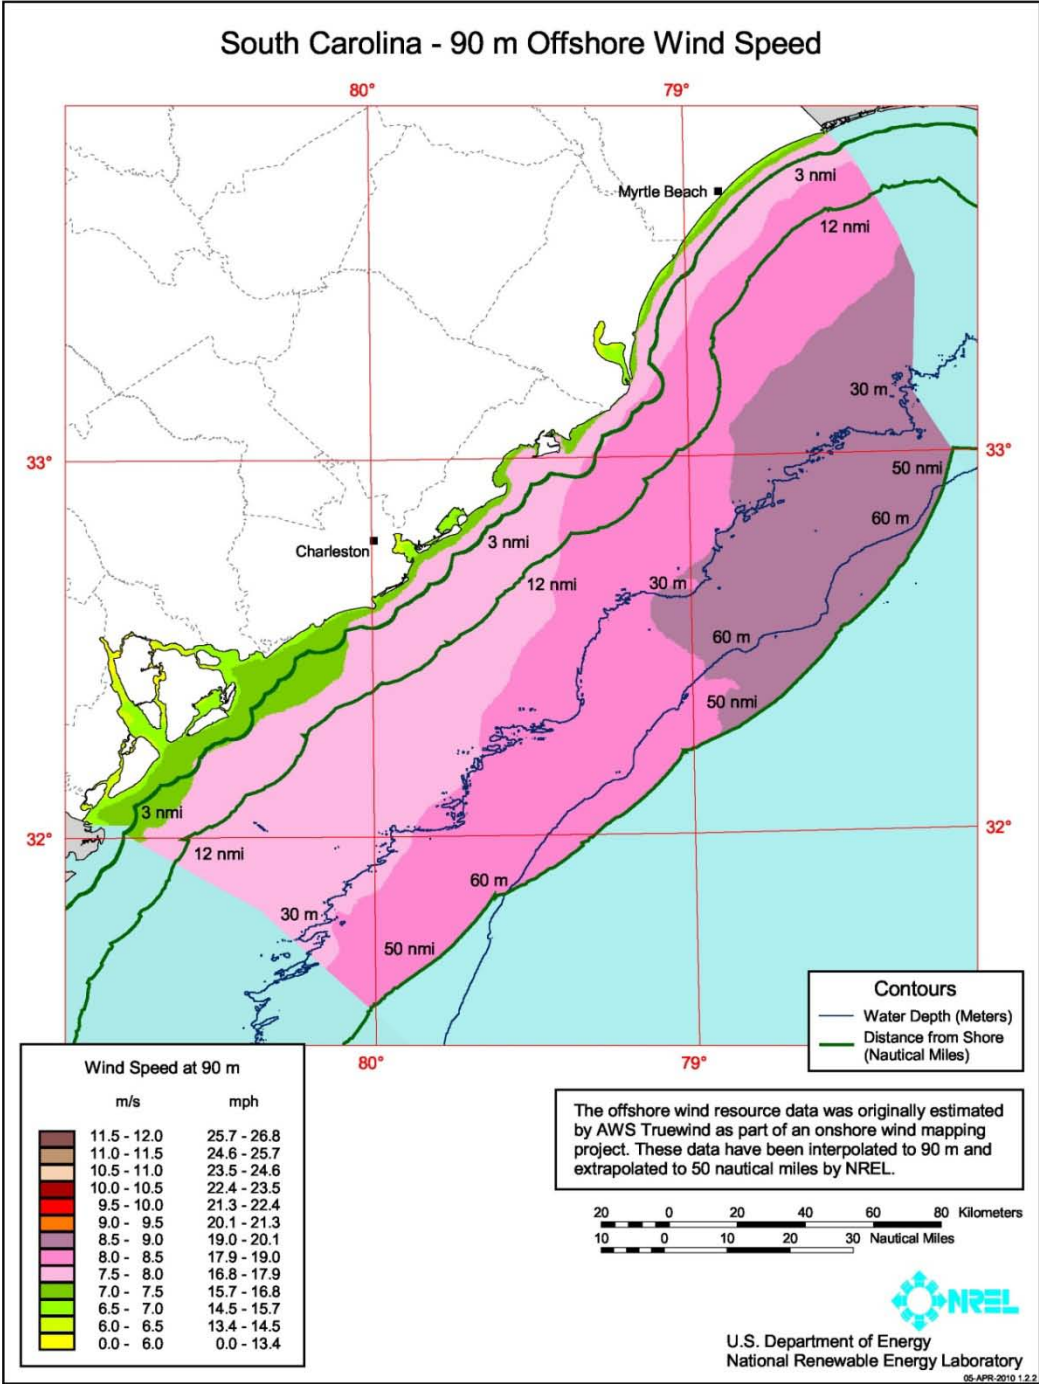 South Carolina - 90 m Offshore Wind Speed
80° 79°
3 nmi
Myrtle Beach
12 nmi
30 m
33° 33°
50 nmi
60 m
3 nmi
Charleston
30 m
12 nmi
60 m
50 nmi
3 nmi
32° 32°
12 nmi
60 m
30 m
50 nmi
Contours
Water Depth (Meters)
Distance from Shore
(Nautical Miles)
80° 79°
Wind Speed at 90 m
m/s mph
11.5 - 12.0 25.7 - 26.8
11.0 - 11.5 24.6 - 25.7
10.5 - 11.0 23.5 - 24.6
10.0 - 10.5 22.4 - 23.5
9.5 - 10.0 21.3 - 22.4
9.0 - 9.5 20.1 - 21.3
8.5 - 9.0 19.0 - 20.1
8.0 - 8.5 17.9 - 19.0
7.5 - 8.0 16.8 - 17.9
7.0 - 7.5 15.7 - 16.8
6.5 - 7.0 14.5 - 15.7
6.0 - 6.5 13.4 - 14.5
0.0 - 6.0 0.0 - 13.4
The offshore wind resource data was originally estimated
by AWS Truewind as part of an onshore wind mapping
project. These data have been interpolated to 90 m and
extrapolated to 50 nautical miles by NREL.
20 0 20 40 60 80 Kilometers
10 0 10 20 30 Nautical Miles
NREL
U.S. Department of Energy
National Renewable Energy Laboratory
05-APR-2010 1.2.2